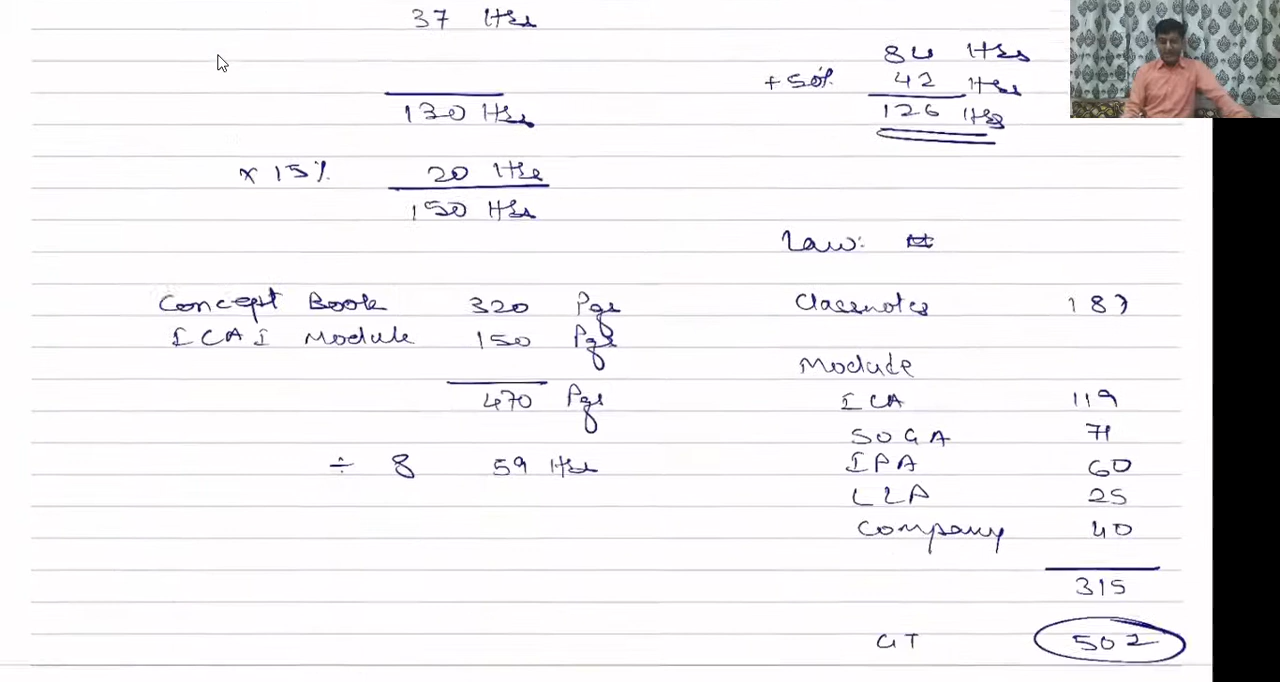 37 Hrs
130 Hrs
× 15% 20 Hrs
150 Hrs
Concept Book 320 Pgs
ICAI Module 150 Pgs
470 Pgs
÷ 8 59 Hrs
84 Hrs
+50% 42 Hrs
126 Hrs
Law:
Classnotes 187
Module
ICA 119
SOGA 71
IPA 60
LLA 25
Company 40
315
GT 502